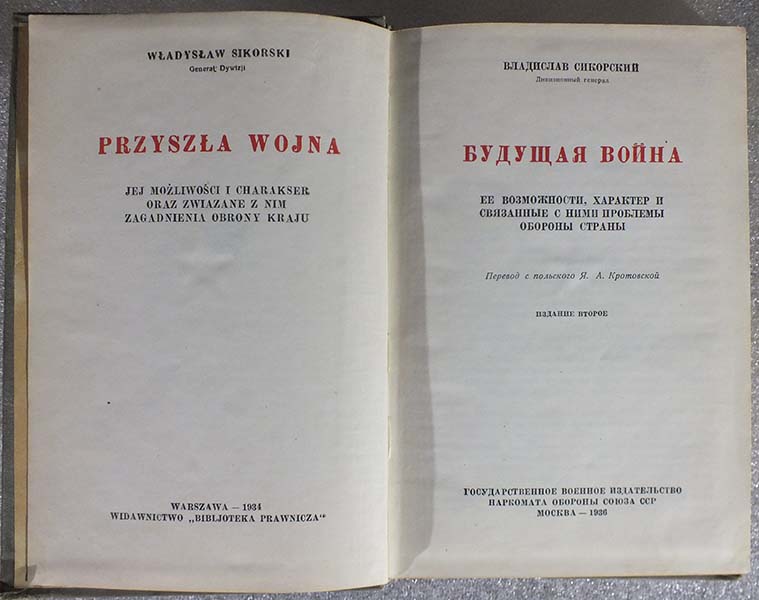 WŁADYSŁAW SIKORSKI
Generał Dywizji
PRZYSZŁA WOJNA
JEJ MOŻLIWOŚCI I CHARAKSER
ORAZ ZWIĄZANE Z NIM
ZAGADNIENIA OBRONY KRAJU
WARSZAWA — 1934
WIDAWNICTWO „BIBLJOTEKA PRAWNICZA"
ВЛАДИСЛАВ СИКОРСКИЙ
Дивизионный генерал
БУДУЩАЯ ВОЙНА
ЕЕ ВОЗМОЖНОСТИ, ХАРАКТЕР И
СВЯЗАННЫЕ С НИМИ ПРОБЛЕМЫ
ОБОРОНЫ СТРАНЫ
Перевод с польского Я. А. Кротовской
ИЗДАНИЕ ВТОРОЕ
ГОСУДАРСТВЕННОЕ ВОЕННОЕ ИЗДАТЕЛЬСТВО
НАРКОМАТА ОБОРОНЫ СОЮЗА ССР
МОСКВА — 1936